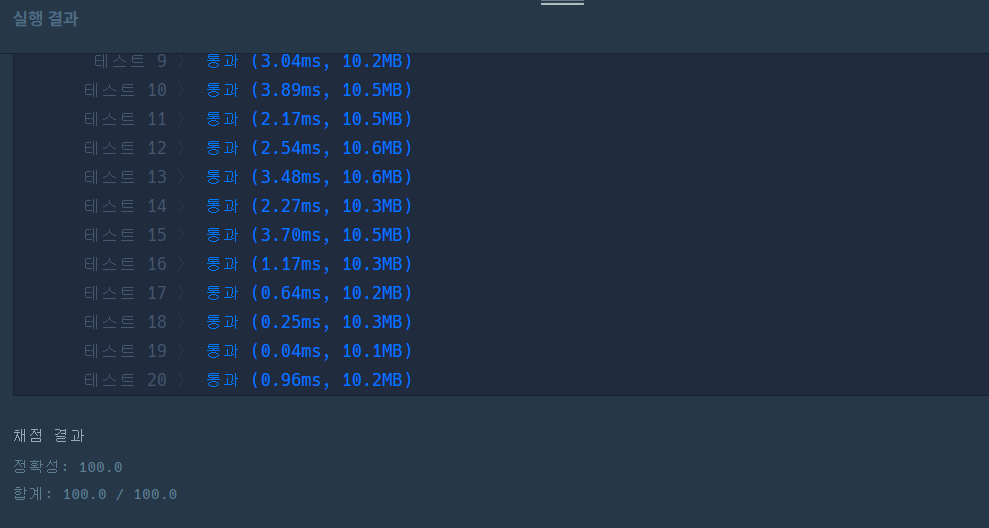 실행 결과
테스트 9 〉 통과 (3.04ms, 10.2MB)
테스트 10 〉 통과 (3.89ms, 10.5MB)
테스트 11 〉 통과 (2.17ms, 10.5MB)
테스트 12 〉 통과 (2.54ms, 10.6MB)
테스트 13 〉 통과 (3.48ms, 10.6MB)
테스트 14 〉 통과 (2.27ms, 10.3MB)
테스트 15 〉 통과 (3.70ms, 10.5MB)
테스트 16 〉 통과 (1.17ms, 10.3MB)
테스트 17 〉 통과 (0.64ms, 10.2MB)
테스트 18 〉 통과 (0.25ms, 10.3MB)
테스트 19 〉 통과 (0.04ms, 10.1MB)
테스트 20 〉 통과 (0.96ms, 10.2MB)
채점 결과
정확성: 100.0
합계: 100.0 / 100.0